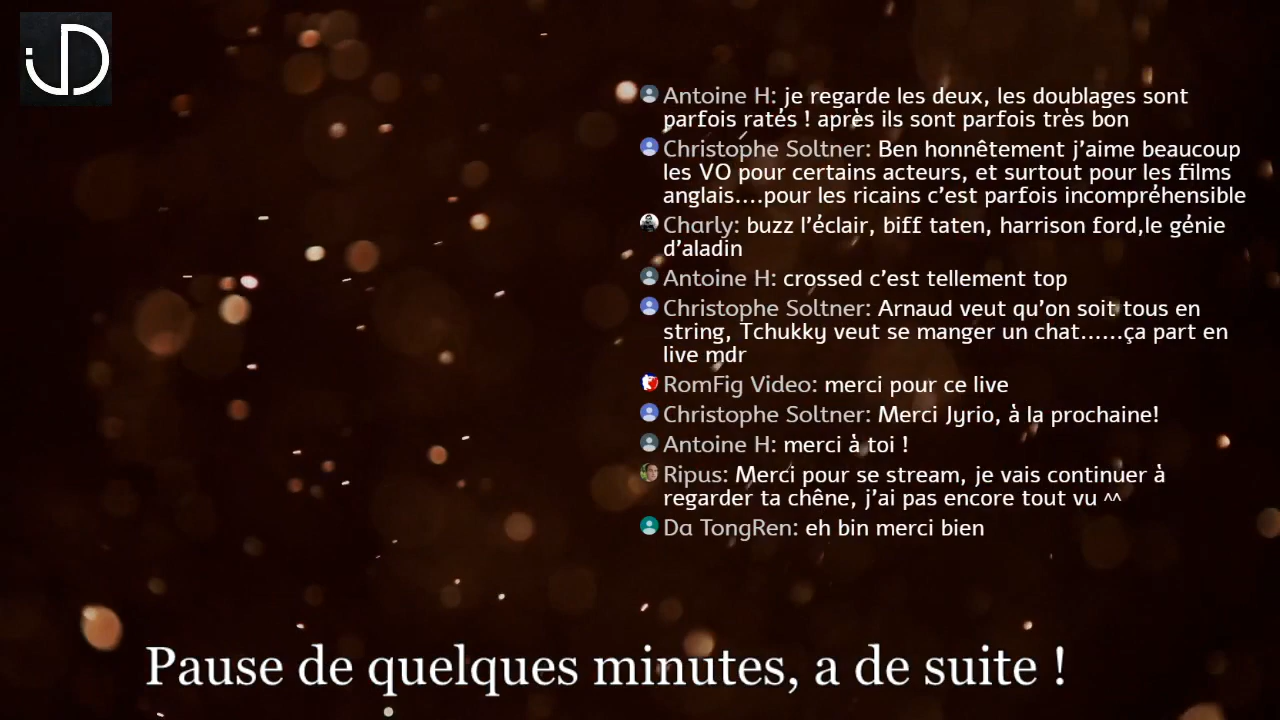 Antoine H: je regarde les deux, les doublages sont
parfois ratés ! après ils sont parfois très bon
Christophe Soltner: Ben honnêtement j'aime beaucoup
les VO pour certains acteurs, et surtout pour les films
anglais....pour les ricains c'est parfois incompréhensible
Charly: buzz l'éclair, biff taten, harrison ford,le génie
d'aladin
Antoine H: crossed c'est tellement top
Christophe Soltner: Arnaud veut qu'on soit tous en
string, Tchukky veut se manger un chat......ça part en
live mdr
RomFig Video: merci pour ce live
Christophe Soltner: Merci Jyrio, à la prochaine!
Antoine H: merci à toi !
Ripus: Merci pour se stream, je vais continuer à
regarder ta chêne, j'ai pas encore tout vu ^^
Da TongRen: eh bin merci bien
Pause de quelques minutes, a de suite !